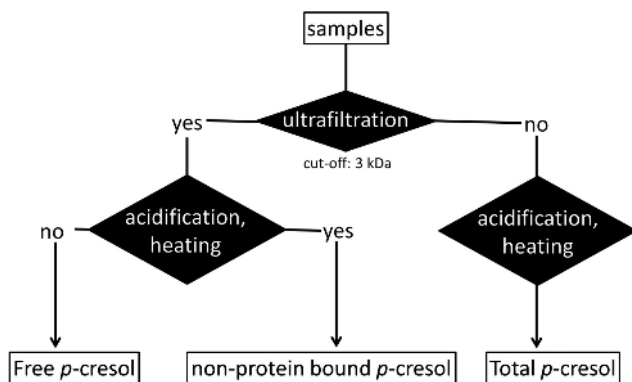 samples
ultrafiltration
yes
no
cut-off: 3 kDa
acidification,
heating
no
yes
acidification,
heating
Free p-cresol
non-protein bound p-cresol
Total p-cresol